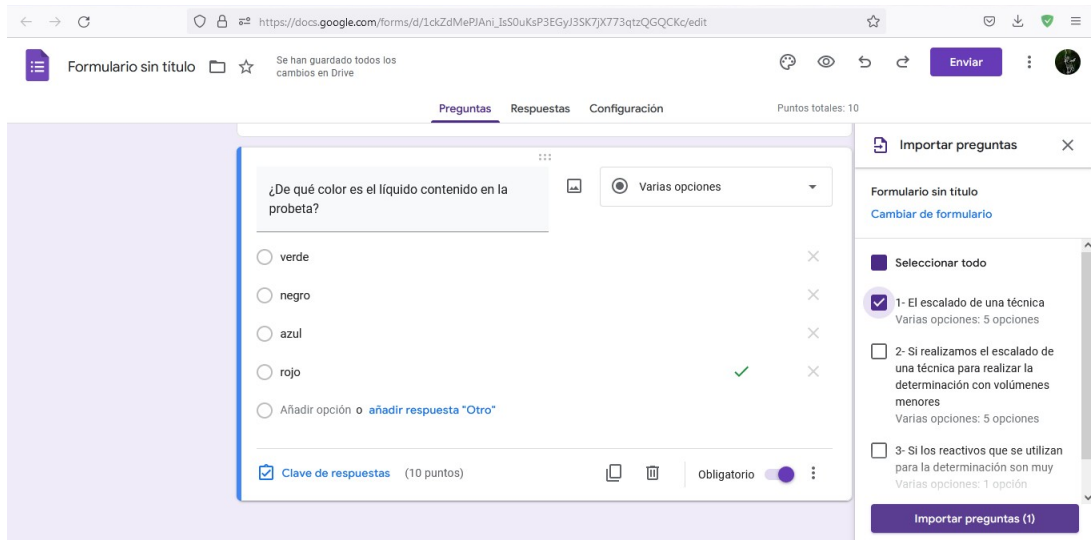 https://docs.google.com/forms/d/1ckZdMePJAni_IsS0uKsP3EGyJ3SK7jX773qtzQGQCKc/edit
Formulario sin título
Se han guardado todos los
cambios en Drive
Enviar
Preguntas Respuestas Configuración
Puntos totales: 10
¿De qué color es el líquido contenido en la
probeta?
Varias opciones
verde
negro
azul
rojo
Añadir opción o añadir respuesta "Otro"
Clave de respuestas (10 puntos)
Obligatorio
Importar preguntas
Formulario sin título
Cambiar de formulario
Seleccionar todo
1- El escalado de una técnica
Varias opciones: 5 opciones
2- Si realizamos el escalado de
una técnica para realizar la
determinación con volúmenes
menores
Varias opciones: 5 opciones
3- Si los reactivos que se utilizan
para la determinación son muy
Varias opciones: 1 opción
Importar preguntas (1)